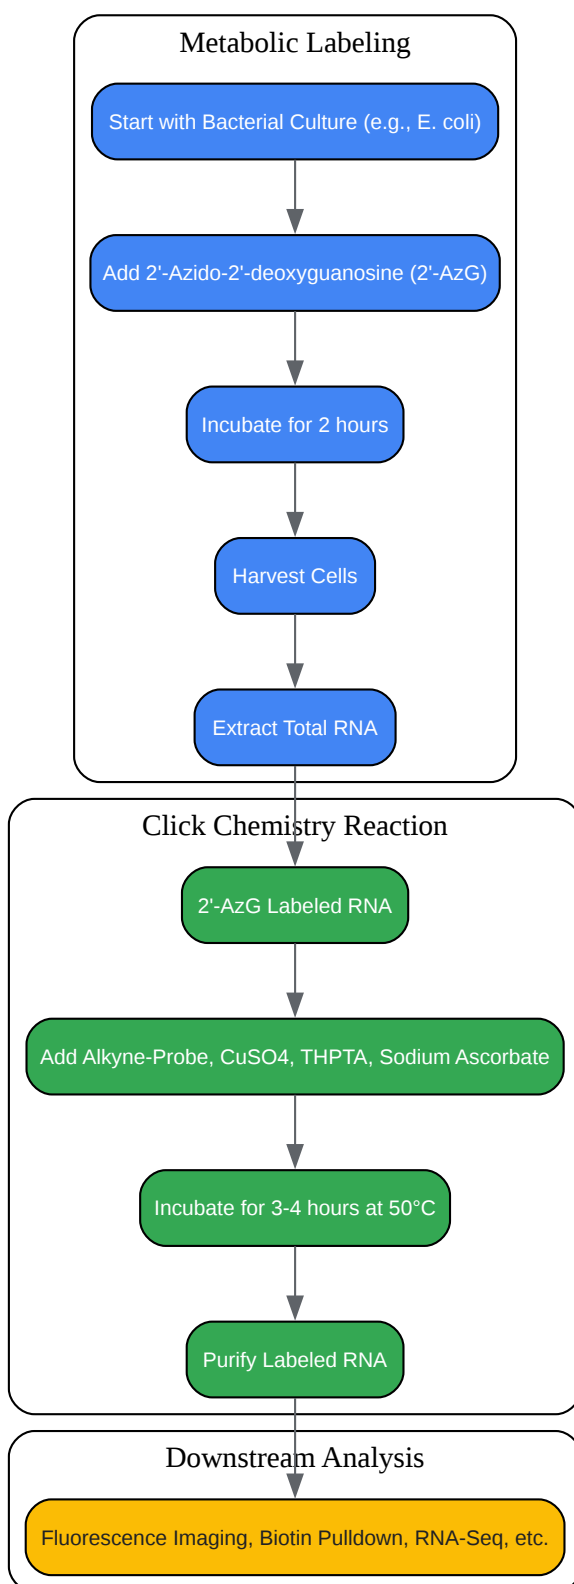 Metabolic Labeling
Start with Bacterial Culture (e.g., E. coli)
Add 2'-Azido-2'-deoxyguanosine (2'-AzG)
Incubate for 2 hours
Harvest Cells
Extract Total RNA
Click Chemistry Reaction
2'-AzG Labeled RNA
Add Alkyne-Probe, CuSO4, THPTA, Sodium Ascorbate
Incubate for 3-4 hours at 50°C
Purify Labeled RNA
Downstream Analysis
Fluorescence Imaging, Biotin Pulldown, RNA-Seq, etc.